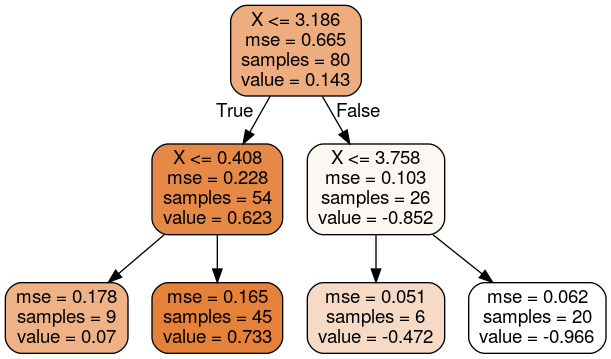 X <= 3.186
mse = 0.665
samples = 80
value = 0.143
True
False
X <= 0.408
mse = 0.228
samples = 54
value = 0.623
X <= 3.758
mse = 0.103
samples = 26
value = -0.852
mse = 0.178
samples = 9
value = 0.07
mse = 0.165
samples = 45
value = 0.733
mse = 0.051
samples = 6
value = -0.472
mse = 0.062
samples = 20
value = -0.966